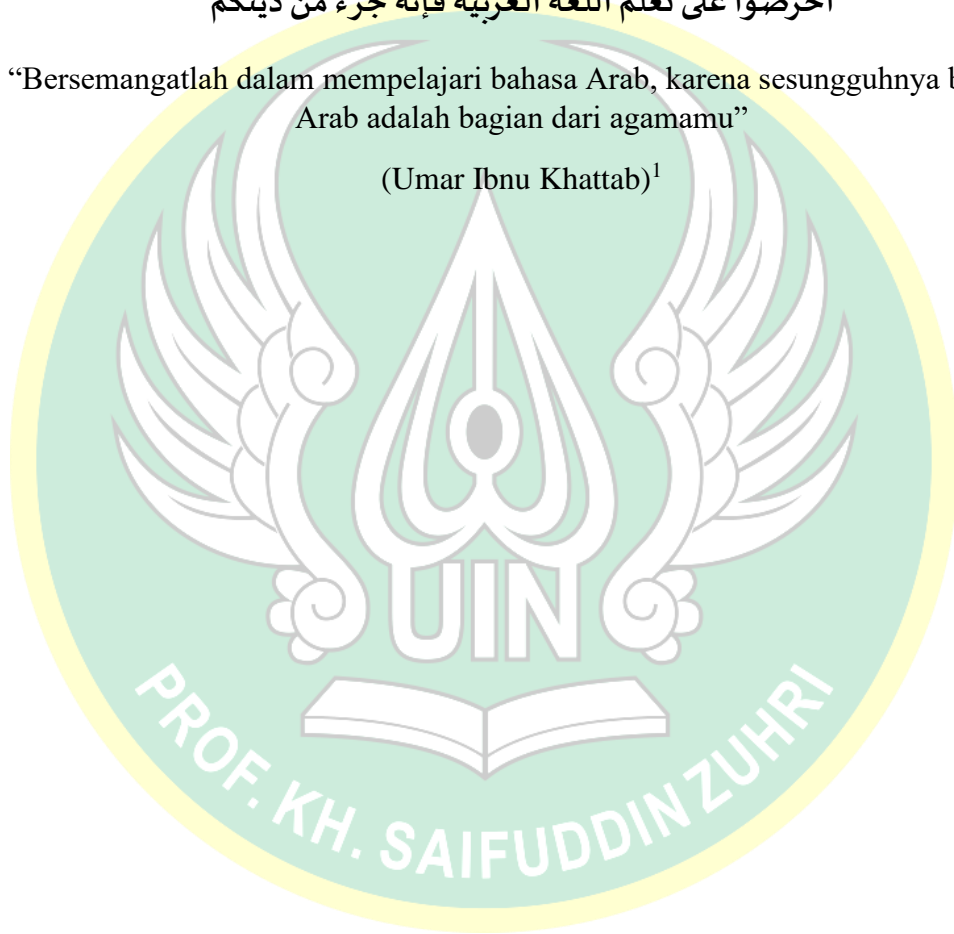 احرصوا على تعلم اللغة العربية فإنه جزء من دينكم
“Bersemangatlah dalam mempelajari bahasa Arab, karena sesungguhnya b
Arab adalah bagian dari agamamu”
(Umar Ibnu Khattab)1
UIN
PROF. KH. SAIFUDDIN ZUHRI